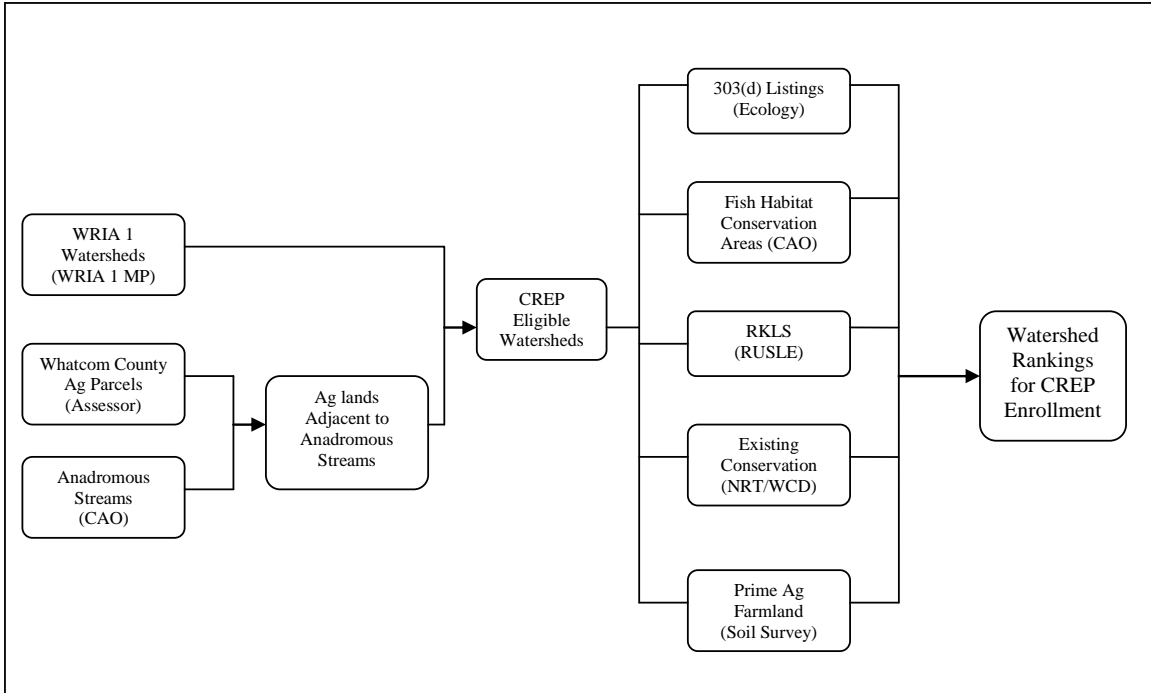 WRIA 1
Watersheds
(WRIA 1 MP)
Whatcom County
Ag Parcels
(Assessor)
Anadromous
Streams
(CAO)
Ag lands
Adjacent to
Anadromous
Streams
CREP
Eligible
Watersheds
303(d) Listings
(Ecology)
Fish Habitat
Conservation
Areas (CAO)
RKLS
(RUSLE)
Existing
Conservation
(NRT/WCD)
Prime Ag
Farmland
(Soil Survey)
Watershed
Rankings
for CREP
Enrollment